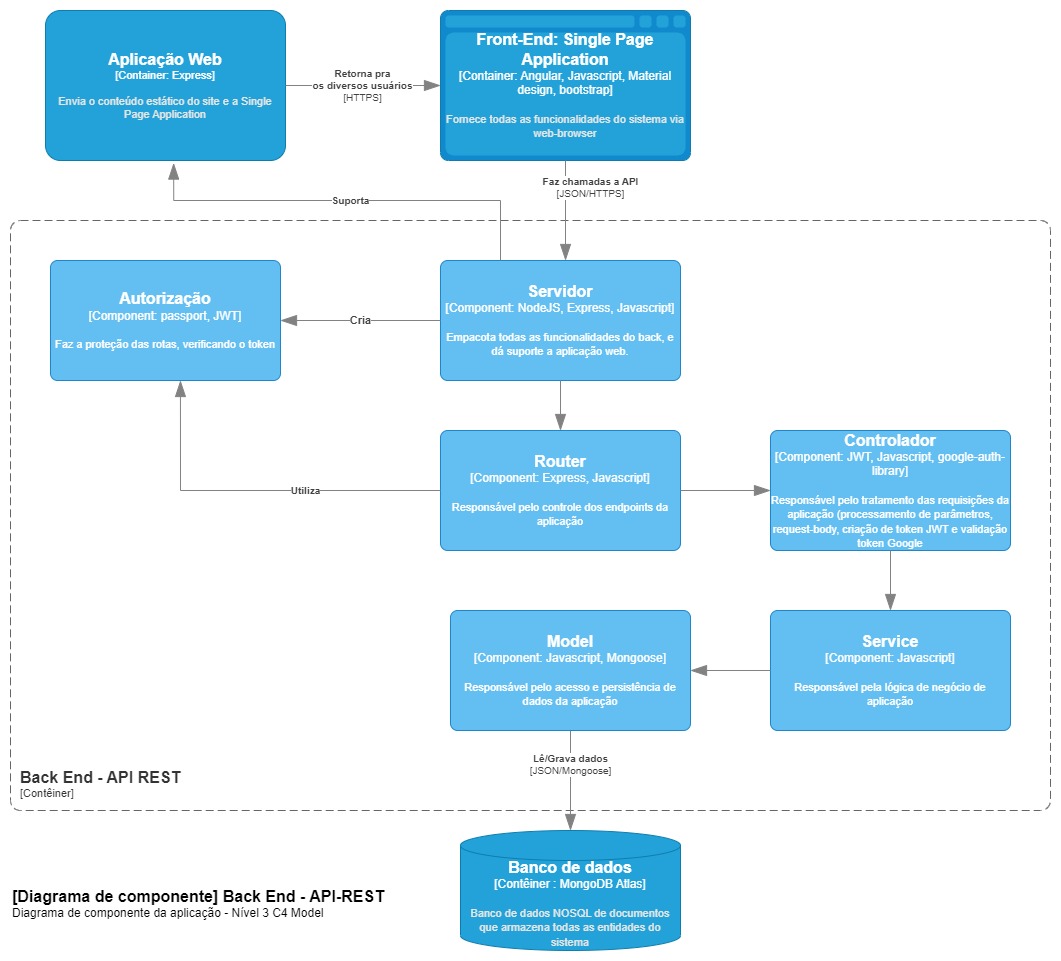 Aplicação Web
[Container: Express]
Envia o conteúdo estático do site e a Single
Page Application
Retorna pra
os diversos usuários
[HTTPS]
Front-End: Single Page
Application
[Container: Angular, Javascript, Material
design, bootstrap]
Fornece todas as funcionalidades do sistema via
web-browser
Faz chamadas a API
[JSON/HTTPS]
Suporta
Autorização
[Component: passport, JWT]
Faz a proteção das rotas, verificando o token
Cria
Servidor
[Component: NodeJS, Express, Javascript]
Empacota todas as funcionalidades do back, e
dá suporte a aplicação web.
Utiliza
Router
[Component: Express, Javascript]
Responsável pelo controle dos endpoints da
aplicação
Controlador
[Component: JWT, Javascript, google-auth-
library]
Responsável pelo tratamento das requisições da
aplicação (processamento de parâmetros,
request-body, criação de token JWT e validação
token Google
Model
[Component: Javascript, Mongoose]
Responsável pelo acesso e persistência de
dados da aplicação
Service
[Component: Javascript]
Responsável pela lógica de negócio de
aplicação
Lê/Grava dados
[JSON/Mongoose]
Back End - API REST
[Contêiner]
Banco de dados
[Contêiner : MongoDB Atlas]
Banco de dados NOSQL de documentos
que armazena todas as entidades do
sistema
[Diagrama de componente] Back End - API-REST
Diagrama de componente da aplicação - Nível 3 C4 Model